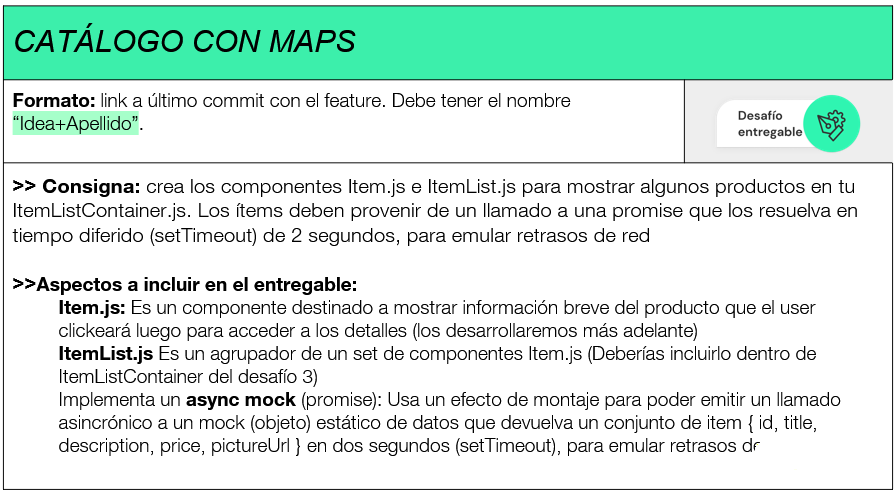 CATÁLOGO CON MAPS
Formato: link a último commit con el feature. Debe tener el nombre
“Idea+Apellido”.
Desafío
entregable
>> Consigna: crea los componentes Item.js e ItemList.js para mostrar algunos productos en tu
ItemListContainer.js. Los ítems deben provenir de un llamado a una promise que los resuelva en
tiempo diferido (setTimeout) de 2 segundos, para emular retrasos de red
>>Aspectos a incluir en el entregable:
Item.js: Es un componente destinado a mostrar información breve del producto que el user
clickeará luego para acceder a los detalles (los desarrollaremos más adelante)
ItemList.js Es un agrupador de un set de componentes Item.js (Deberías incluirlo dentro de
ItemListContainer del desafío 3)
Implementa un async mock (promise): Usa un efecto de montaje para poder emitir un llamado
asincrónico a un mock (objeto) estático de datos que devuelva un conjunto de item { id, title,
description, price, pictureUrl } en dos segundos (setTimeout), para emular retrasos